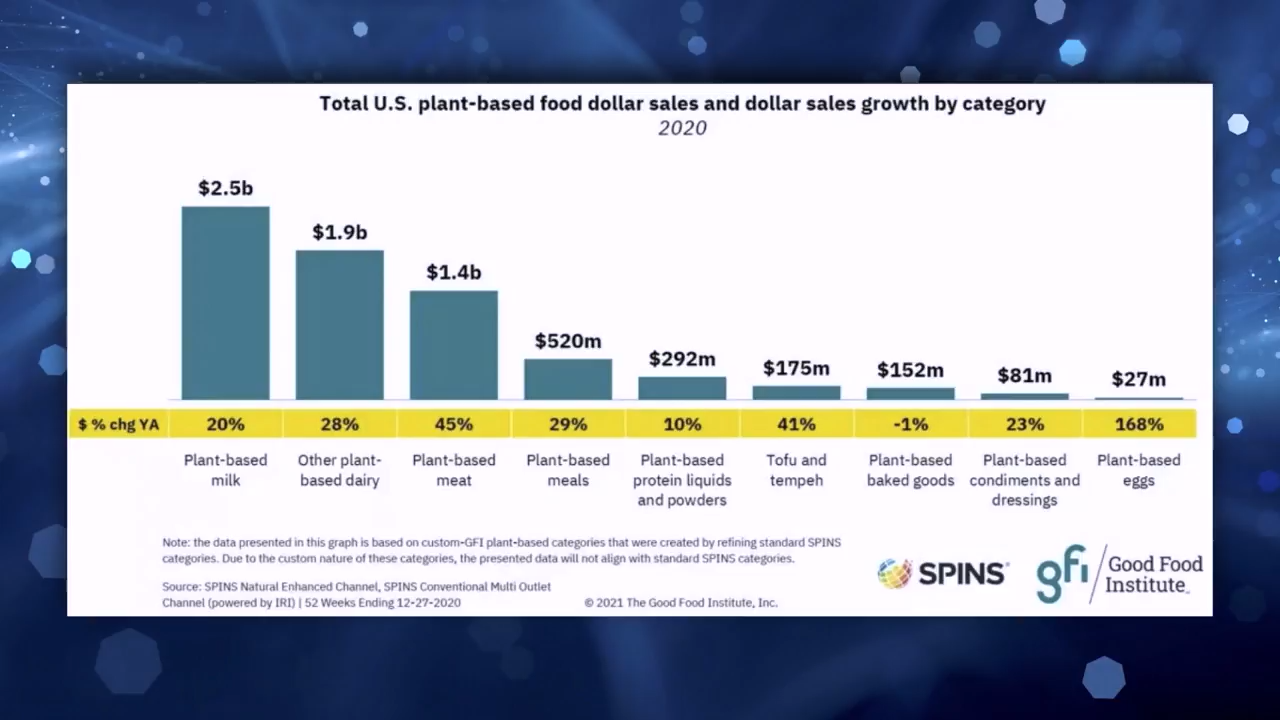 Total U.S. plant-based food dollar sales and dollar sales growth by category
2020
$2.5b
$1.9b
$1.4b
$520m
$292m
$175m
$152m
$81m
$27m
$ % chg YA 20% 28% 45% 29% 10% 41% -1% 23% 168%
Plant-based
milk
Other plant-
based dairy
Plant-based
meat
Plant-based
meals
Plant-based
protein liquids
and powders
Tofu and
tempeh
Plant-based
baked goods
Plant-based
condiments and
dressings
Plant-based
eggs
Note: the data presented in this graph is based on custom-GFI plant-based categories that were created by refining standard SPINS
categories. Due to the custom nature of these categories, the presented data will not align with standard SPINS categories.
Source: SPINS Natural Enhanced Channel, SPINS Conventional Multi Outlet
Channel (powered by IRI) | 52 Weeks Ending 12-27-2020
© 2021 The Good Food Institute, Inc.
SPINS®
gfi
Good Food
Institute™